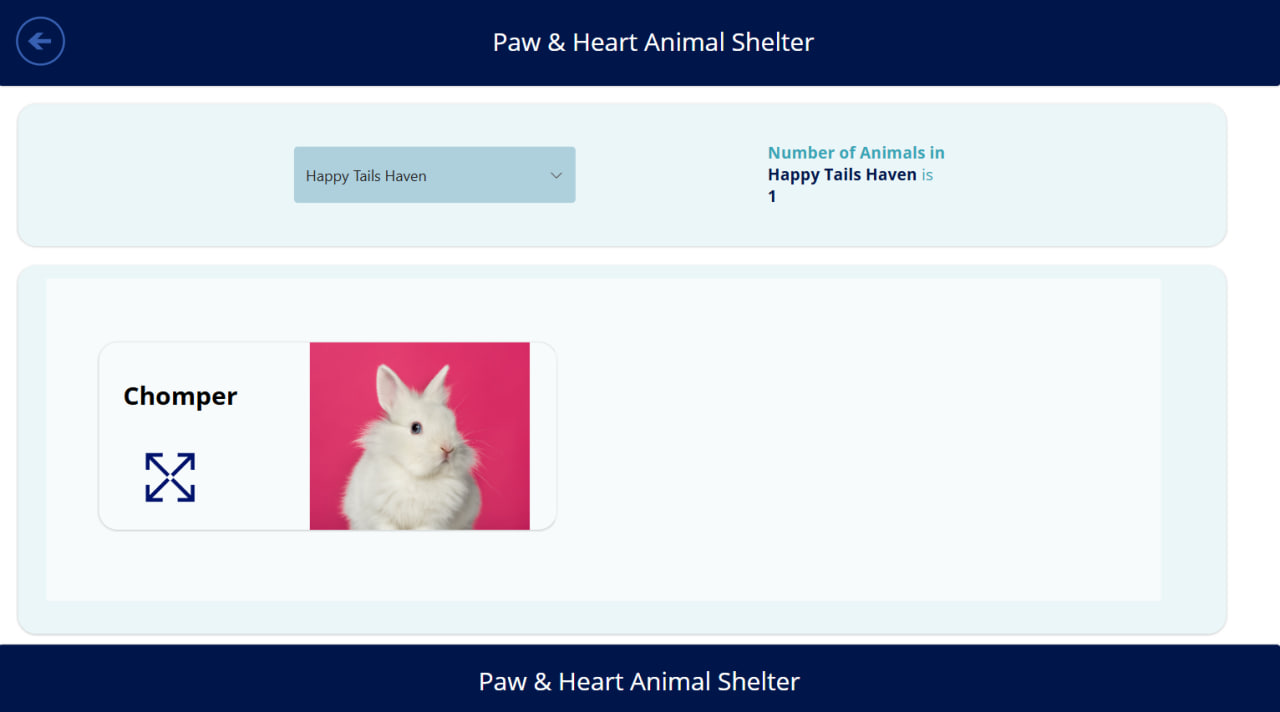 Paw & Heart Animal Shelter
Happy Tails Haven
Number of Animals in
Happy Tails Haven is
1
Chomper
Paw & Heart Animal Shelter